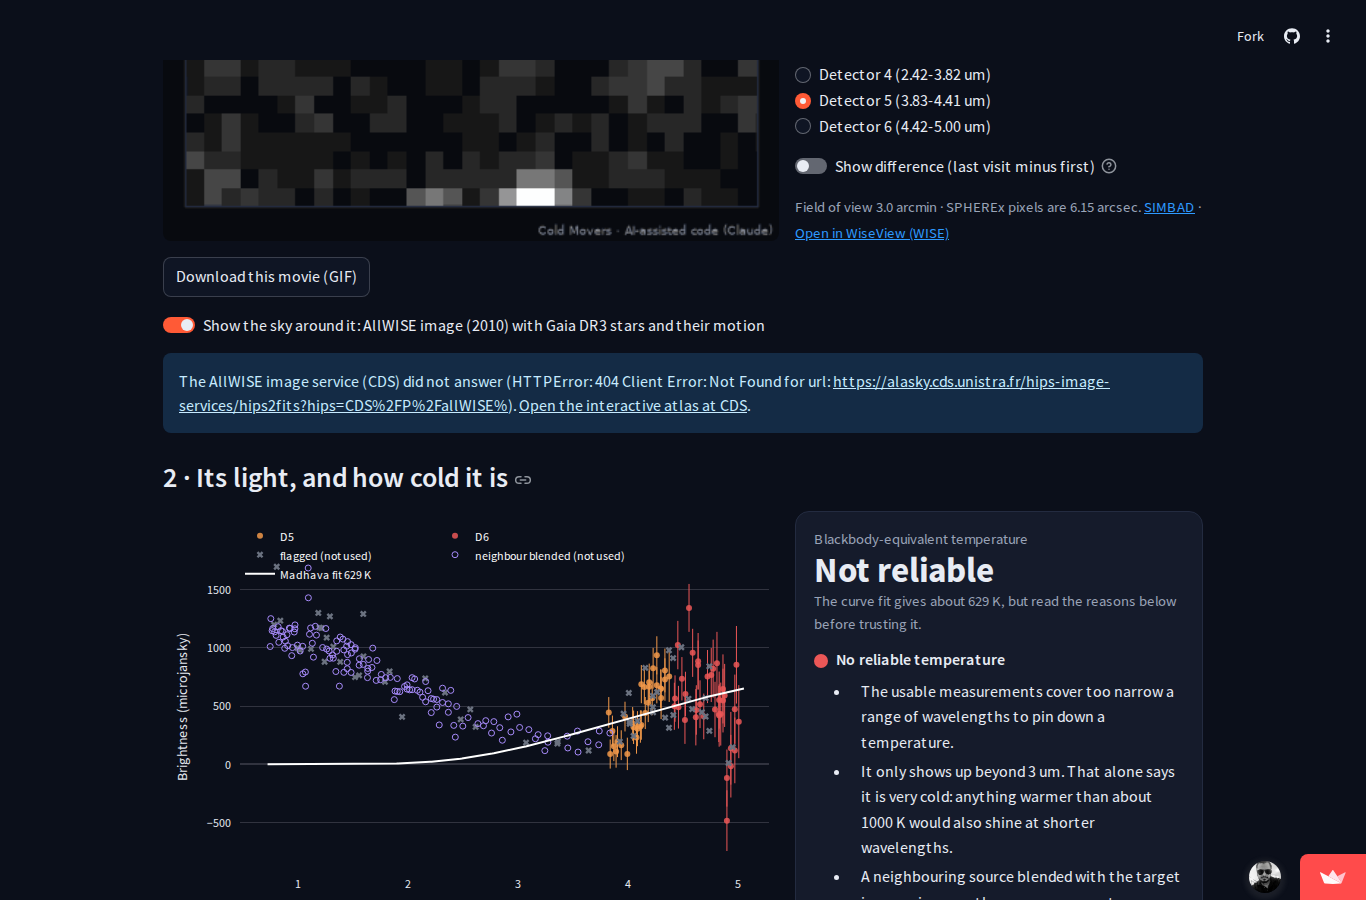 Fork
Detector 4 (2.42-3.82 um)
Detector 5 (3.83-4.41 um)
Detector 6 (4.42-5.00 um)
Show difference (last visit minus first)
Field of view 3.0 arcmin · SPHEREx pixels are 6.15 arcsec. SIMBAD ·
Open in WiseView (WISE)
Cold Movers · AI-assisted code (Claude)
Download this movie (GIF)
Show the sky around it: AllWISE image (2010) with Gaia DR3 stars and their motion
The AllWISE image service (CDS) did not answer (HTTPError: 404 Client Error: Not Found for url: https://alasky.cds.unistra.fr/hips-image-
services/hips2fits?hips=CDS%2FP%2FallWISE%). Open the interactive atlas at CDS.
2 · Its light, and how cold it is
D5
D6
flagged (not used)
neighbour blended (not used)
Madhava fit 629 K
1500
1000
500
0
−500
Brightness (microjansky)
1
2
3
4
5
Blackbody-equivalent temperature
Not reliable
The curve fit gives about 629 K, but read the reasons below
before trusting it.
No reliable temperature
The usable measurements cover too narrow a
range of wavelengths to pin down a
temperature.
It only shows up beyond 3 um. That alone says
it is very cold: anything warmer than about
1000 K would also shine at shorter
wavelengths.
A neighbouring source blended with the target